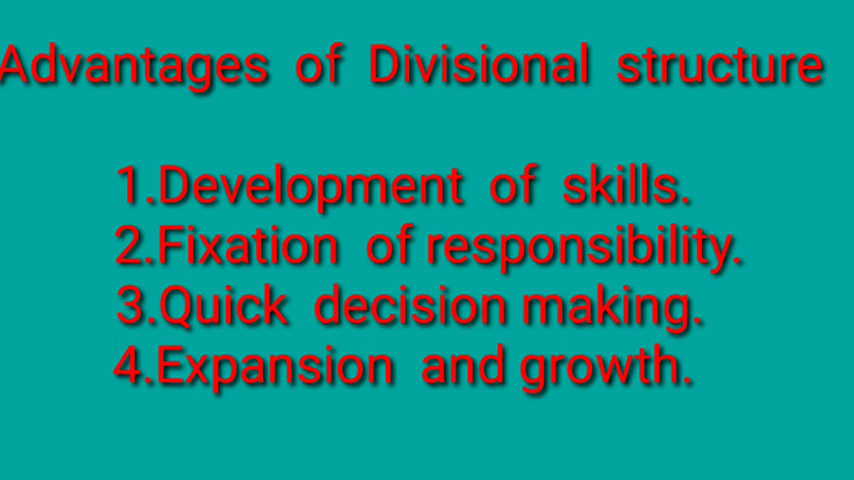 Advantages of Divisional structure
1.Development of skills.
2.Fixation of responsibility.
3.Quick decision making.
4.Expansion and growth.